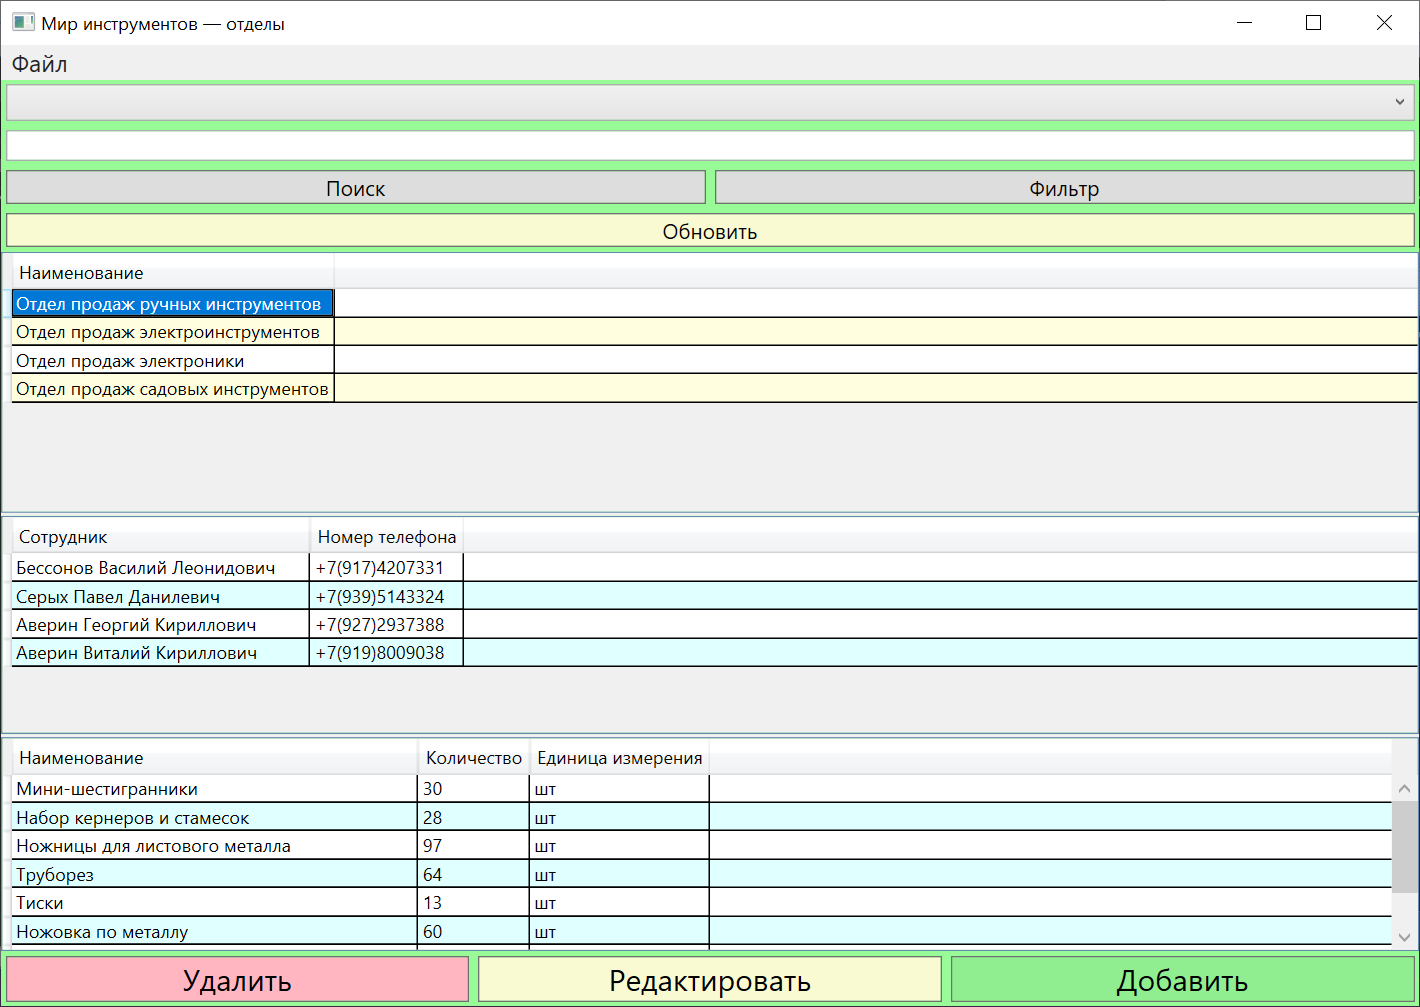 Мир инструментов — отделы
Файл
Поиск Фильтр
Обновить
Наименование
Отдел продаж ручных инструментов
Отдел продаж электроинструментов
Отдел продаж электроники
Отдел продаж садовых инструментов
Сотрудник Номер телефона
Бессонов Василий Леонидович +7(917)4207331
Серых Павел Данилевич +7(939)5143324
Аверин Георгий Кириллович +7(927)2937388
Аверин Виталий Кириллович +7(919)8009038
Наименование Количество Единица измерения
Мини-шестигранники 30 шт
Набор кернеров и стамесок 28 шт
Ножницы для листового металла 97 шт
Труборез 64 шт
Тиски 13 шт
Ножовка по металлу 60 шт
Удалить Редактировать Добавить